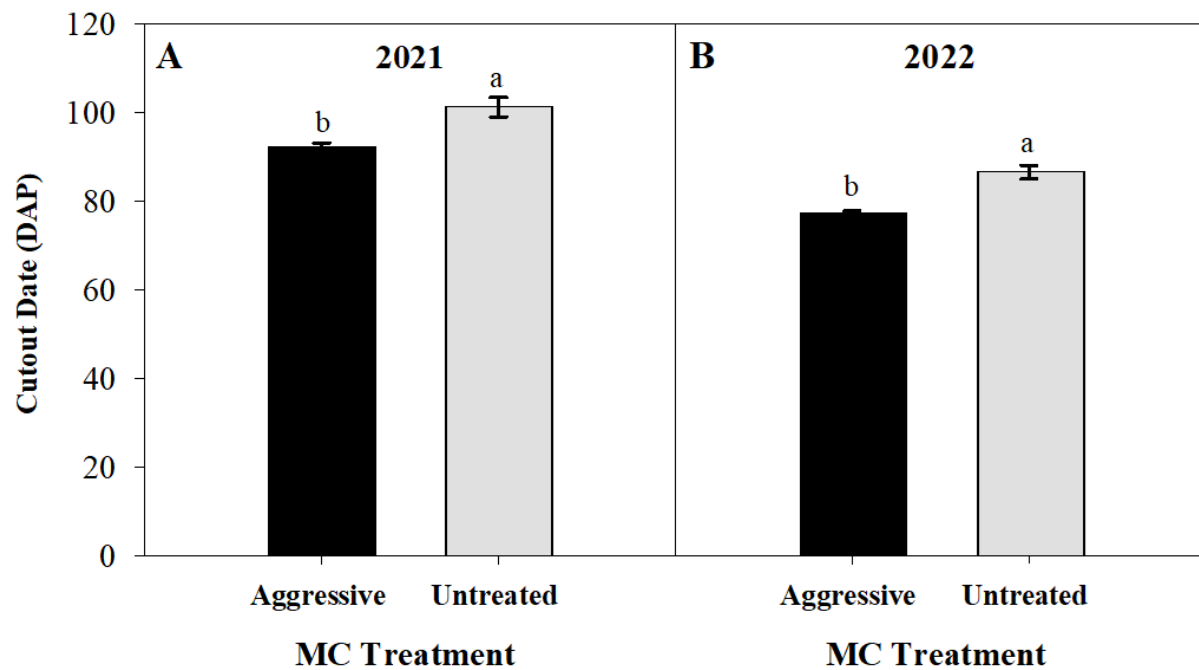 A 2021
B 2022
120
100
80
60
40
20
0
Cutout Date (DAP)
b
a
b
a
Aggressive Untreated
Aggressive Untreated
MC Treatment
MC Treatment